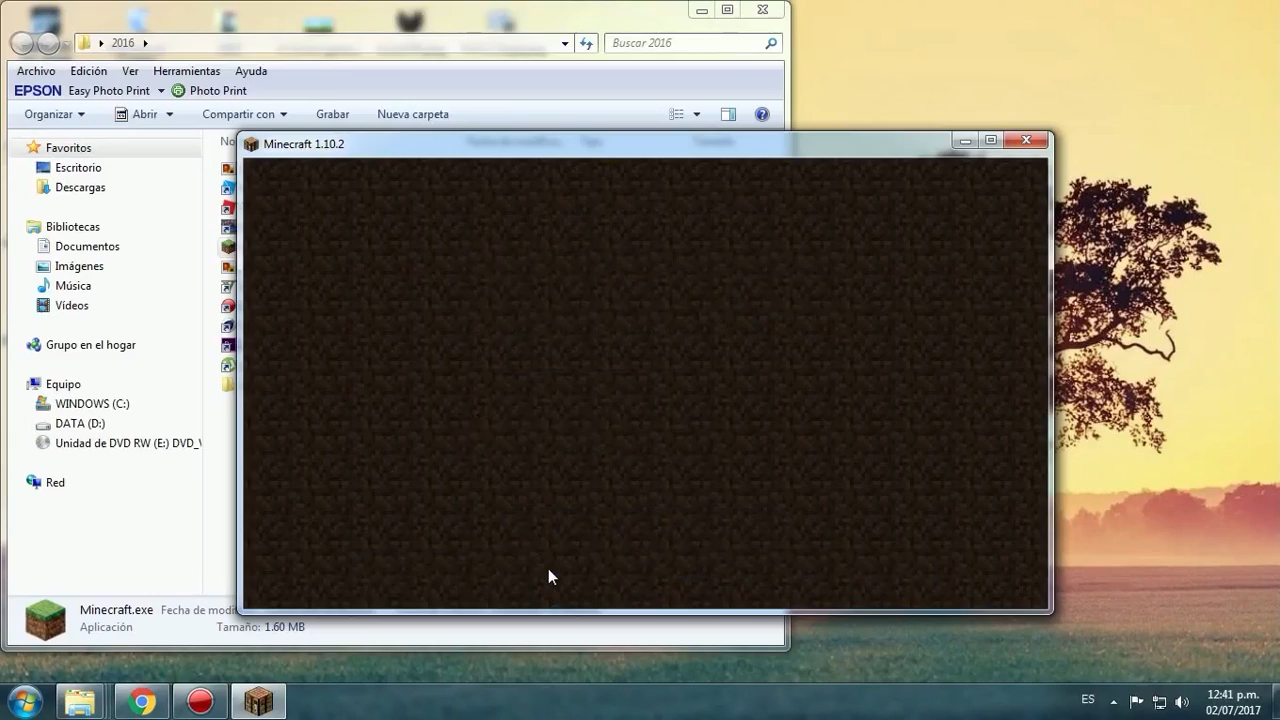 2016
Buscar 2016
Archivo Edición Ver Herramientas Ayuda
EPSON Easy Photo Print Photo Print
Organizar Abrir Compartir con Grabar Nueva carpeta
Favoritos
Escritorio
Descargas
Bibliotecas
Documentos
Imágenes
Música
Vídeos
Grupo en el hogar
Equipo
WINDOWS (C:)
DATA (D:)
Unidad de DVD RW (E:) DVD_
Red
Minecraft 1.10.2
Minecraft.exe Fecha de modi
Aplicación Tamaño: 1.60 MB
ES
12:41 p.m.
02/07/2017